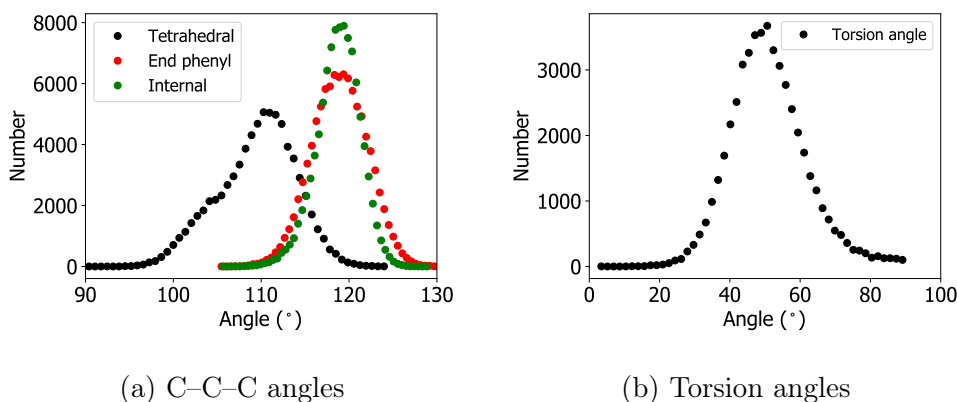 8000
6000
4000
2000
0
Number
Tetrahedral
End phenyl
Internal
90 100 110 120 130
Angle (°)
(a) C–C–C angles
3000
2000
1000
0
Number
Torsion angle
0 20 40 60 80 100
Angle (°)
(b) Torsion angles